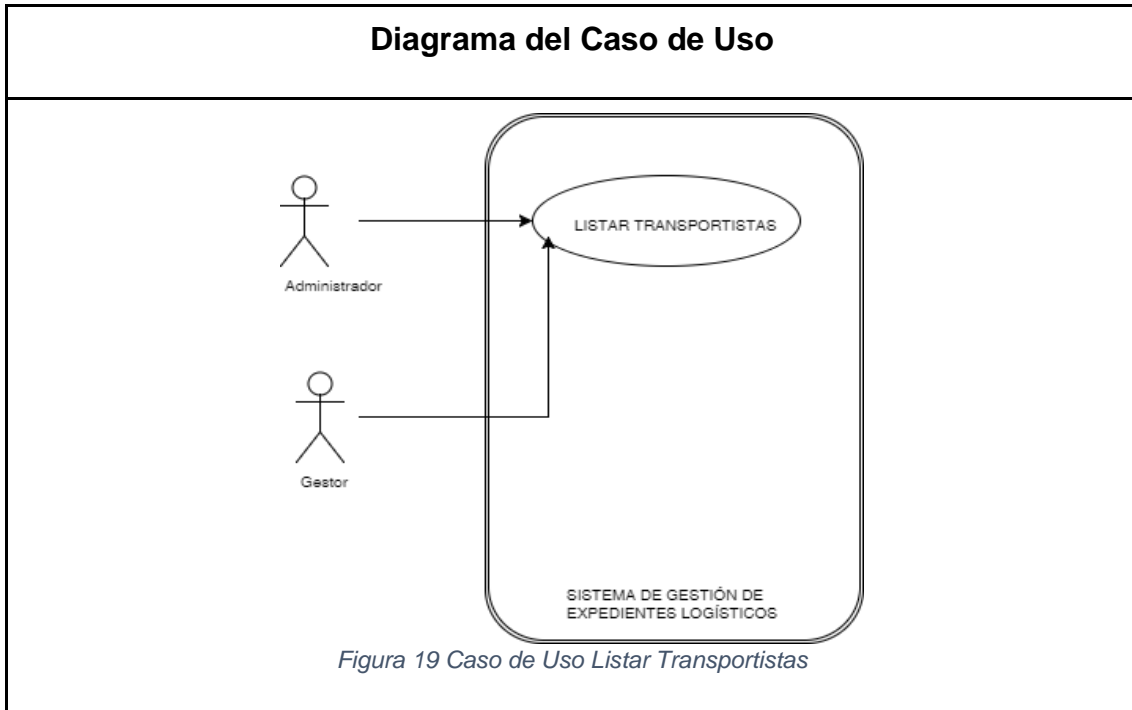 Diagrama del Caso de Uso
LISTAR TRANSPORTISTAS
Administrador
Gestor
SISTEMA DE GESTIÓN DE
EXPEDIENTES LOGÍSTICOS
Figura 19 Caso de Uso Listar Transportistas